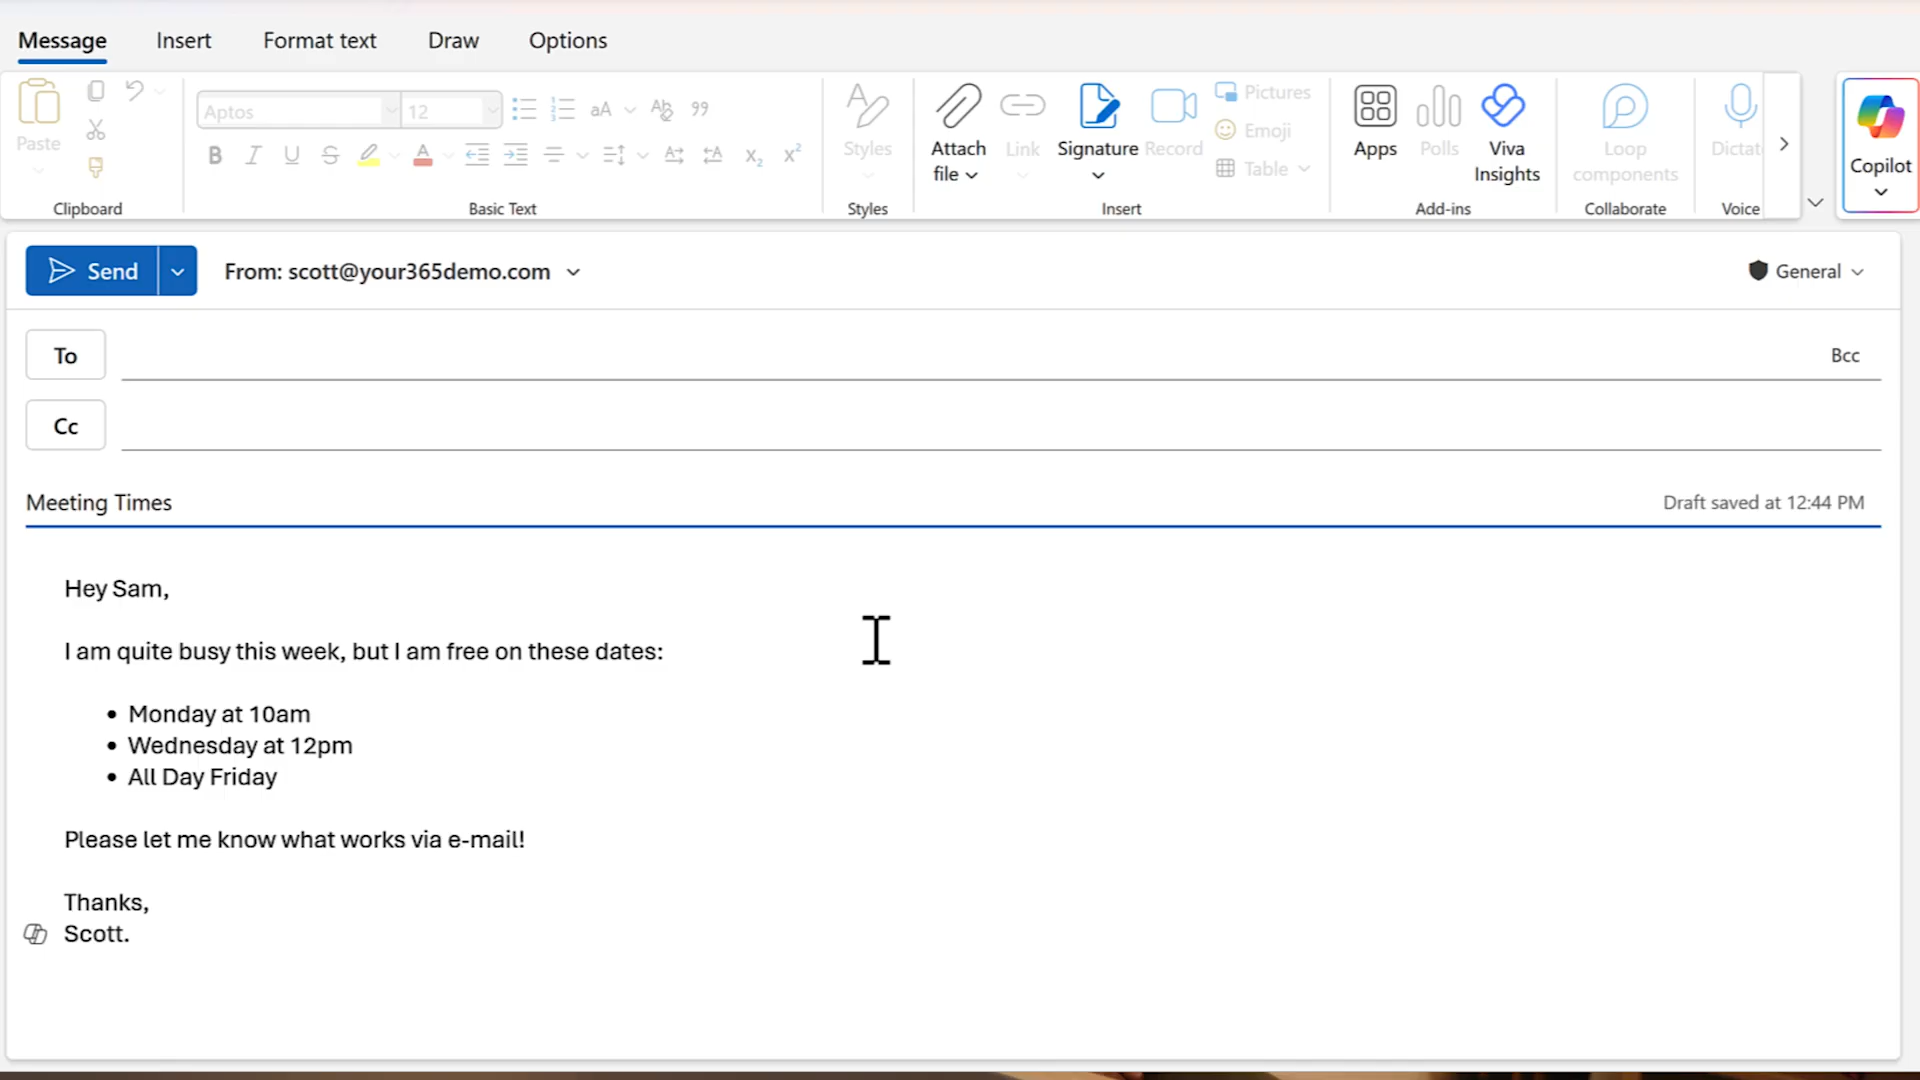 Message Insert Format text Draw Options
Paste
Clipboard
Aptos 12
Basic Text
Styles
Styles
Attach file
Link
Signature
Record
Pictures
Emoji
Table
Insert
Apps
Polls
Viva Insights
Add-ins
Loop components
Collaborate
Dictat
Voice
Copilot
Send From: scott@your365demo.com General
To Bcc
Cc
Meeting Times Draft saved at 12:44 PM
Hey Sam,
I am quite busy this week, but I am free on these dates:
• Monday at 10am
• Wednesday at 12pm
• All Day Friday
Please let me know what works via e-mail!
Thanks,
Scott.